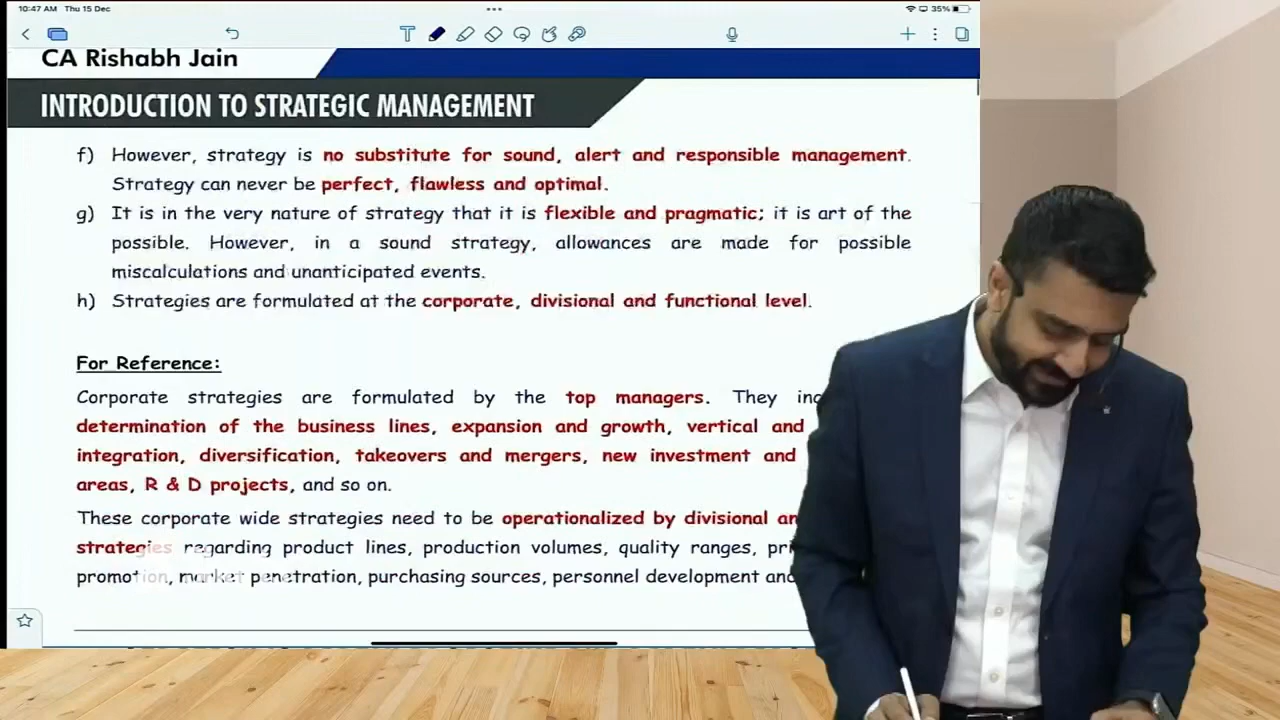 10:47 AM Thu 15 Dec
35%
CA Rishabh Jain
INTRODUCTION TO STRATEGIC MANAGEMENT
f) However, strategy is no substitute for sound, alert and responsible management.
Strategy can never be perfect, flawless and optimal.
g) It is in the very nature of strategy that it is flexible and pragmatic; it is art of the
possible. However, in a sound strategy, allowances are made for possible
miscalculations and unanticipated events.
h) Strategies are formulated at the corporate, divisional and functional level.
For Reference:
Corporate strategies are formulated by the top managers. They
determination of the business lines, expansion and growth, vertical and
integration, diversification, takeovers and mergers, new investment and
areas, R & D projects, and so on.
These corporate wide strategies need to be operationalized by divisional
strategies regarding product lines, production volumes, quality ranges,
promotion, market penetration, purchasing sources, personnel development and